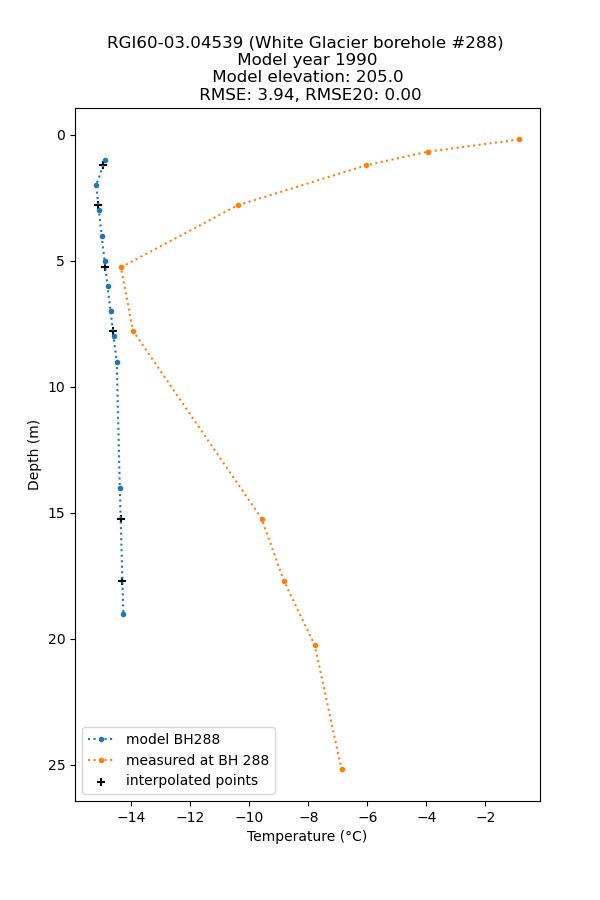 RGI60-03.04539 (White Glacier borehole #288)
Model year 1990
Model elevation: 205.0
RMSE: 3.94, RMSE20: 0.00
0
5
10
15
20
25
Depth (m)
model BH288
measured at BH 288
interpolated points
−14 −12 −10 −8 −6 −4 −2
Temperature (°C)